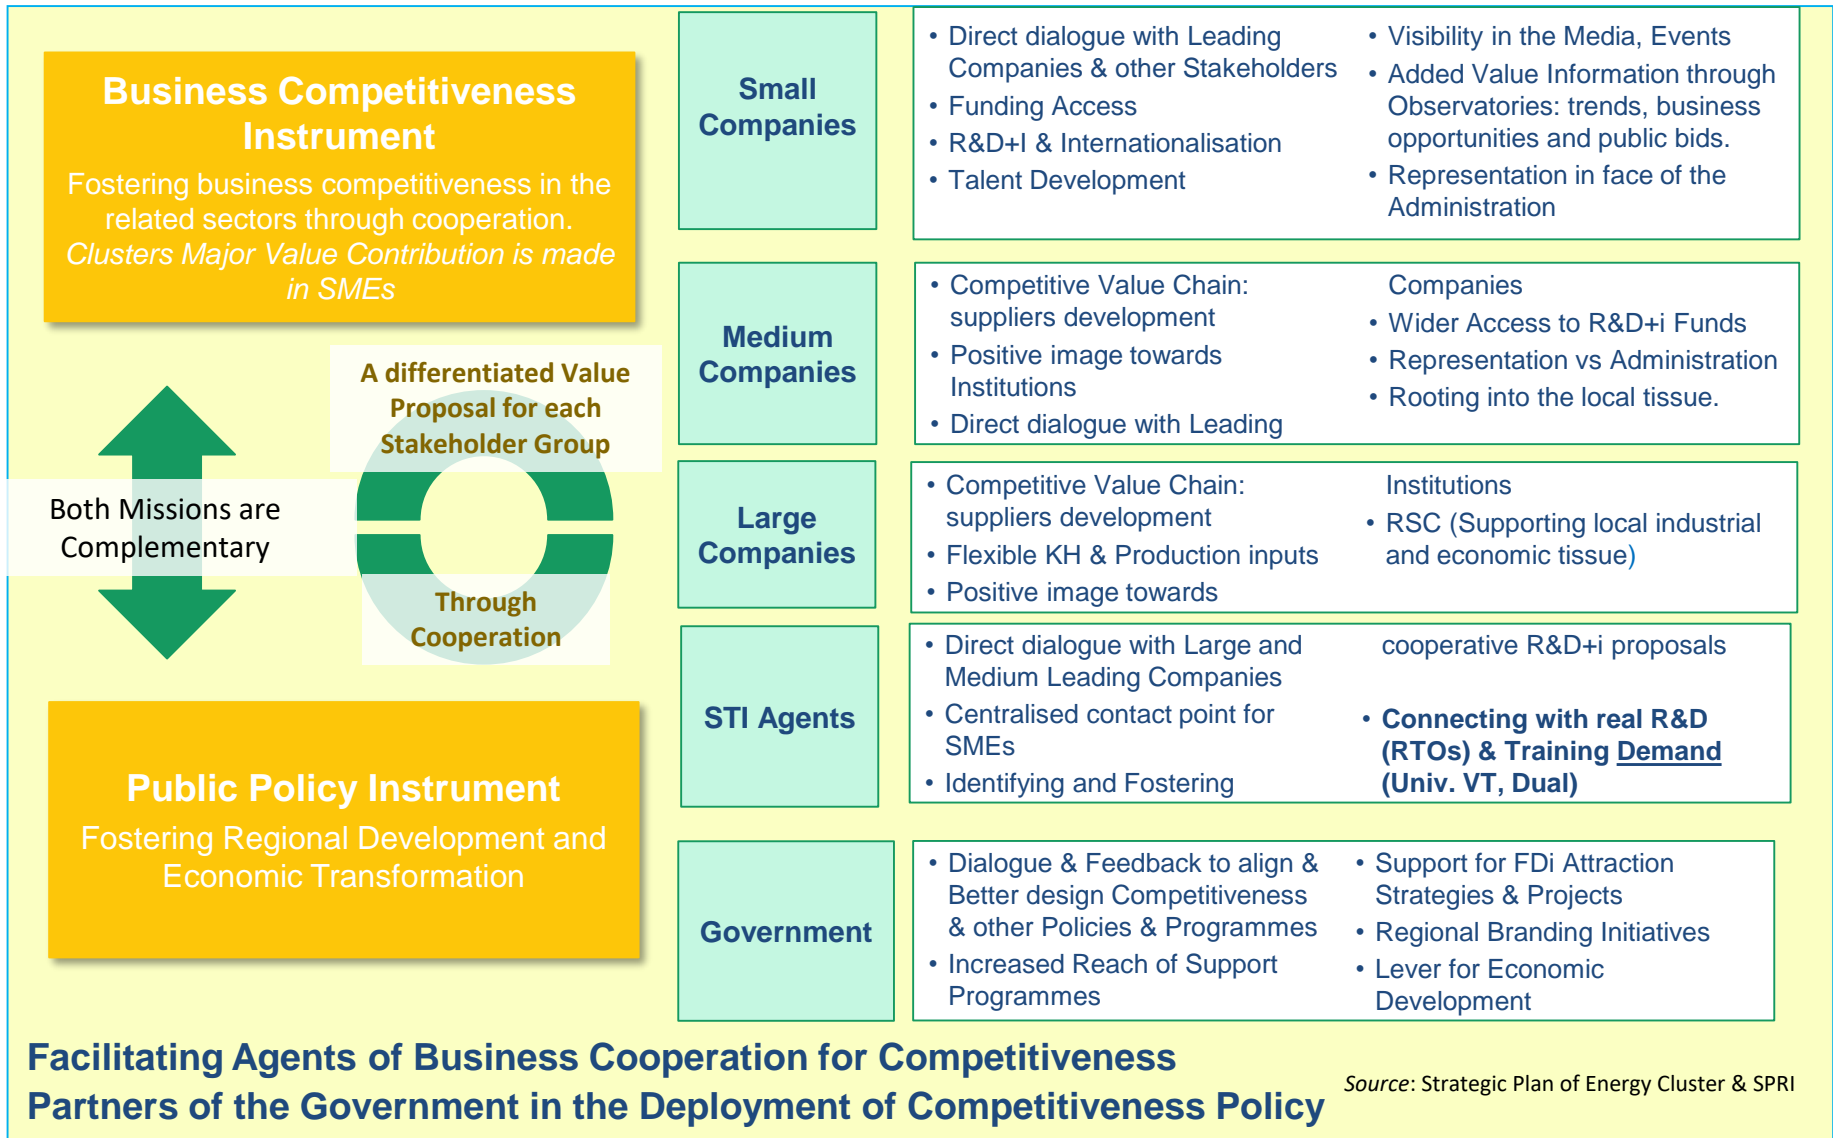 Business Competitiveness
Instrument
Fostering business competitiveness in the
related sectors through cooperation.
Clusters Major Value Contribution is made
in SMEs
A differentiated Value
Proposal for each
Stakeholder Group
Both Missions are
Complementary
Through
Cooperation
Public Policy Instrument
Fostering Regional Development and
Economic Transformation
Small
Companies
• Direct dialogue with Leading
Companies & other Stakeholders
• Funding Access
• R&D+I & Internationalisation
• Talent Development
• Visibility in the Media, Events
• Added Value Information through
Observatories: trends, business
opportunities and public bids.
• Representation in face of the
Administration
Medium
Companies
• Competitive Value Chain:
suppliers development
• Positive image towards
Institutions
• Direct dialogue with Leading
Companies
• Wider Access to R&D+i Funds
• Representation vs Administration
• Rooting into the local tissue.
Large
Companies
• Competitive Value Chain:
suppliers development
• Flexible KH & Production inputs
• Positive image towards
Institutions
• RSC (Supporting local industrial
and economic tissue)
STI Agents
• Direct dialogue with Large and
Medium Leading Companies
• Centralised contact point for
SMEs
• Identifying and Fostering
cooperative R&D+i proposals
• Connecting with real R&D
(RTOs) & Training Demand
(Univ. VT, Dual)
Government
• Dialogue & Feedback to align &
Better design Competitiveness
& other Policies & Programmes
• Increased Reach of Support
Programmes
• Support for FDi Attraction
Strategies & Projects
• Regional Branding Initiatives
• Lever for Economic
Development
Facilitating Agents of Business Cooperation for Competitiveness
Partners of the Government in the Deployment of Competitiveness Policy
Source: Strategic Plan of Energy Cluster & SPRI